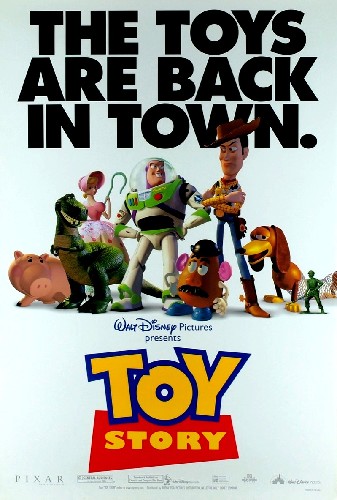 THE TOYS
ARE BACK
IN TOWN.
WALT DISNEY Pictures
presents
TOY
STORY
PIXAR